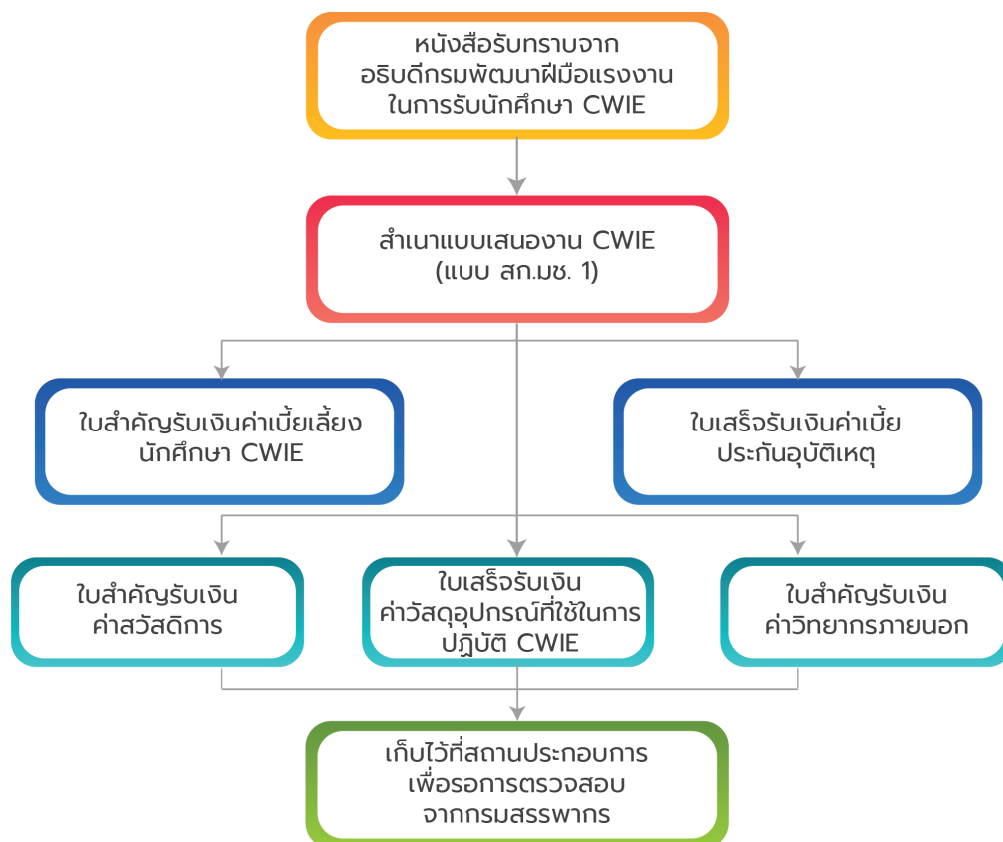 หนังสือรับทราบจาก
อธิบดีกรมพัฒนาฝีมือแรงงาน
ในการรับนักศึกษา CWIE
สำเนาแบบเสนองาน CWIE
(แบบ สก.มช. 1)
ใบสำคัญรับเงินค่าเบี้ยเลี้ยง
นักศึกษา CWIE
ใบเสร็จรับเงินค่าเบี้ย
ประกันอุบัติเหตุ
ใบสำคัญรับเงิน
ค่าสวัสดิการ
ใบเสร็จรับเงิน
ค่าวัสดุอุปกรณ์ที่ใช้ในการ
ปฏิบัติ CWIE
ใบสำคัญรับเงิน
ค่าวิทยากรภายนอก
เก็บไว้ที่สถานประกอบการ
เพื่อรอการตรวจสอบ
จากกรมสรรพากร